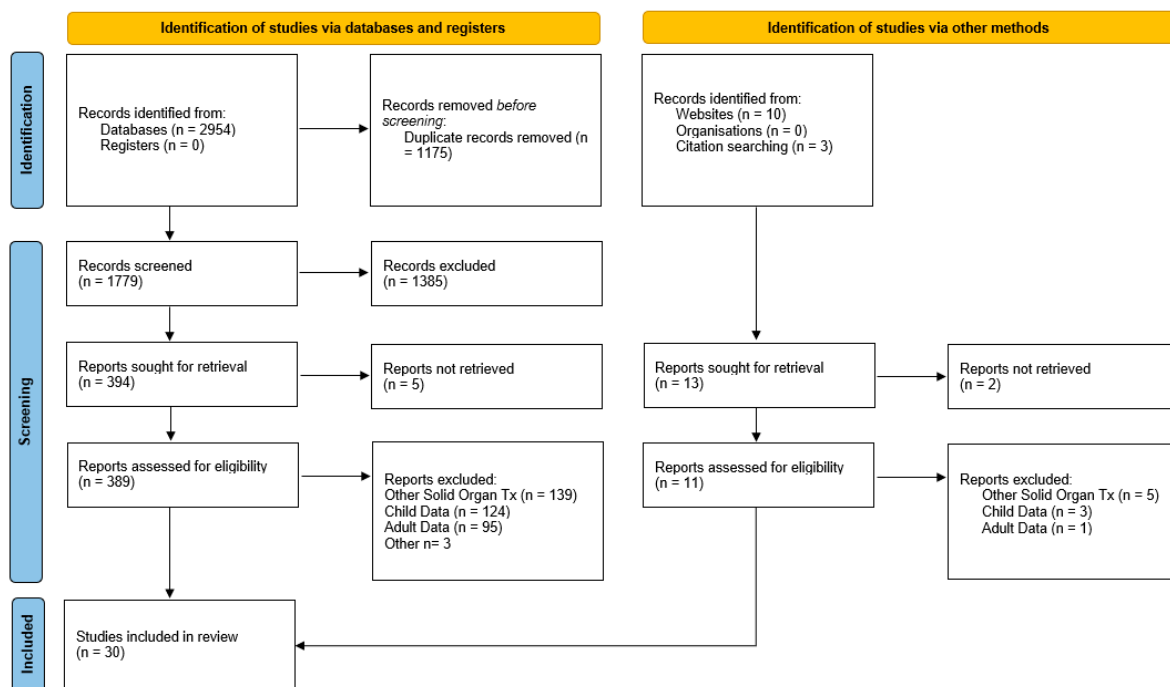 Identification of studies via databases and registers
Identification of studies via other methods
Identification
Records identified from:
Databases (n = 2954)
Registers (n = 0)
Records removed before
screening:
Duplicate records removed (n
= 1175)
Records identified from:
Websites (n = 10)
Organisations (n = 0)
Citation searching (n = 3)
Screening
Records screened
(n = 1779)
Records excluded
(n = 1385)
Reports sought for retrieval
(n = 394)
Reports not retrieved
(n = 5)
Reports sought for retrieval
(n = 13)
Reports not retrieved
(n = 2)
Reports assessed for eligibility
(n = 389)
Reports excluded:
Other Solid Organ Tx (n = 139)
Child Data (n = 124)
Adult Data (n = 95)
Other n= 3
Reports assessed for eligibility
(n = 11)
Reports excluded:
Other Solid Organ Tx (n = 5)
Child Data (n = 3)
Adult Data (n = 1)
Included
Studies included in review
(n = 30)